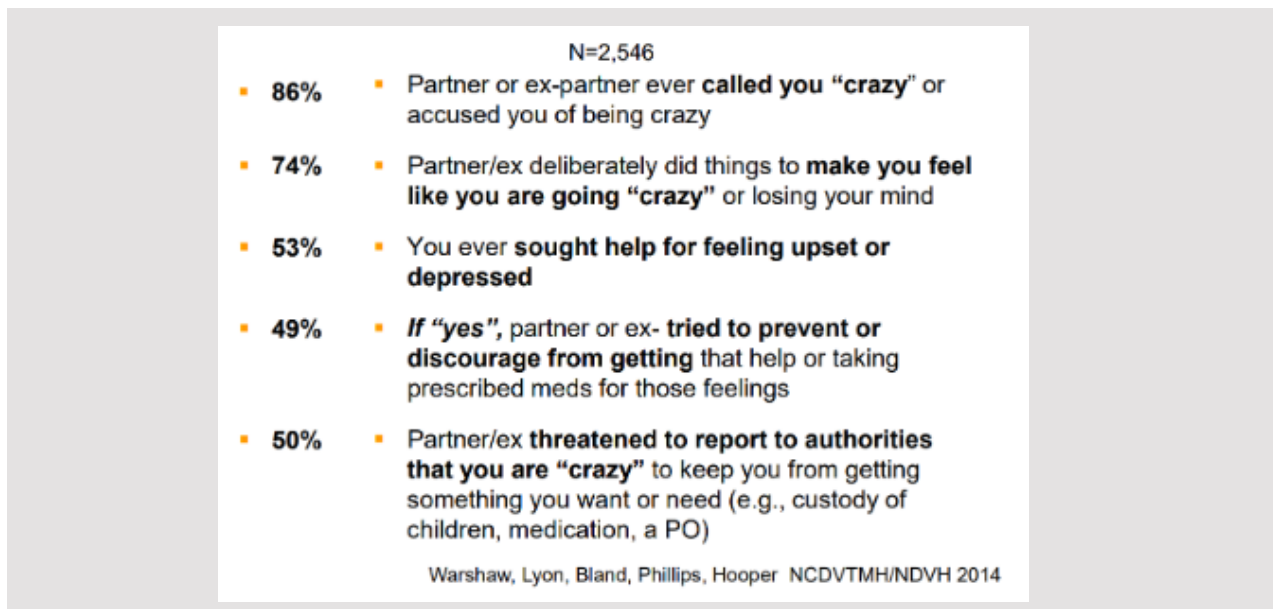 N=2,546
▪ 86% ▪ Partner or ex-partner ever called you “crazy” or
accused you of being crazy
▪ 74% ▪ Partner/ex deliberately did things to make you feel
like you are going “crazy” or losing your mind
▪ 53% ▪ You ever sought help for feeling upset or
depressed
▪ 49% ▪ If “yes”, partner or ex- tried to prevent or
discourage from getting that help or taking
prescribed meds for those feelings
▪ 50% ▪ Partner/ex threatened to report to authorities
that you are “crazy” to keep you from getting
something you want or need (e.g., custody of
children, medication, a PO)
Warshaw, Lyon, Bland, Phillips, Hooper NCDVTMH/NDVH 2014